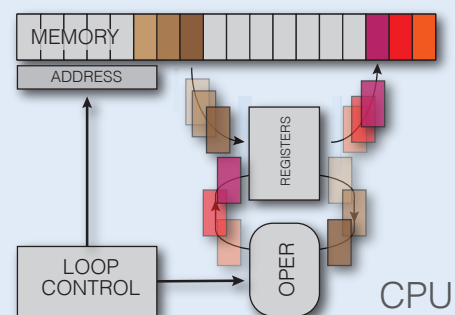 MEMORY
ADDRESS
REGISTERS
LOOP
CONTROL
OPER
CPU